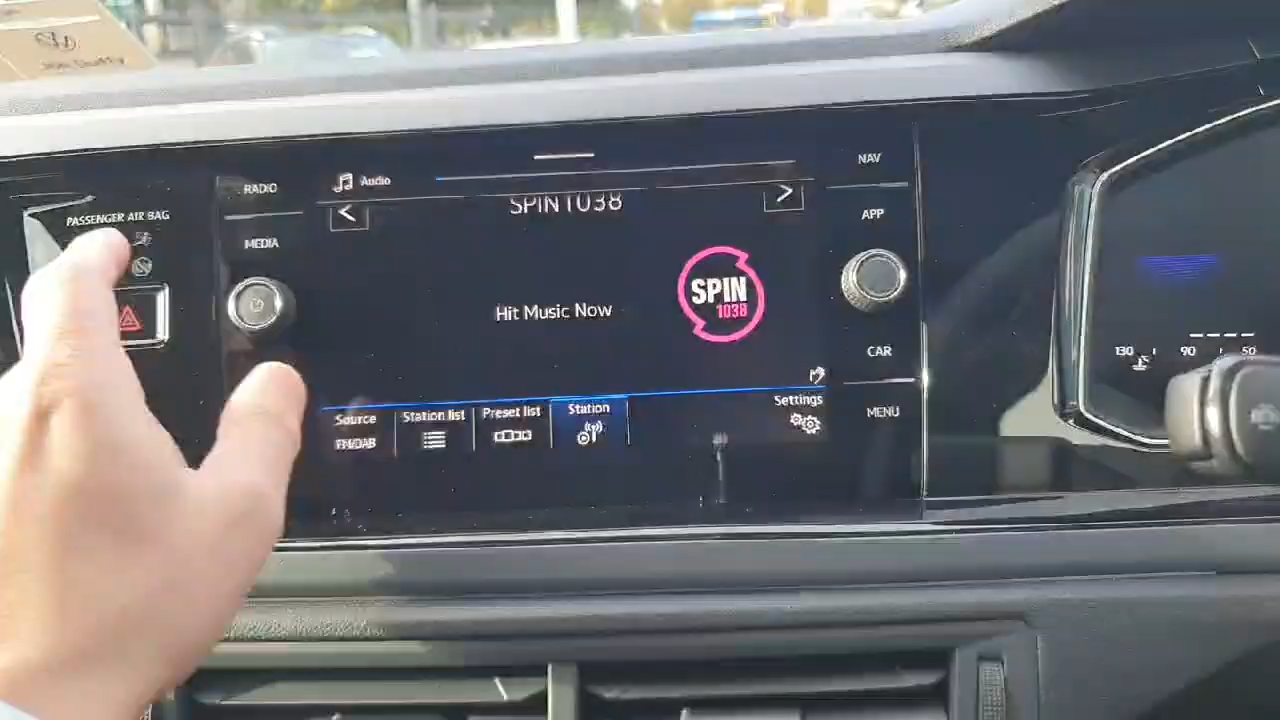 PASSENGER AIR BAG
RADIO
MEDIA
Audio
SPIN1038
Hit Music Now
SPIN
1038
Source
FM/DAB
Station list
Preset list
Station
Settings
NAV
APP
CAR
MENU
130
90
50